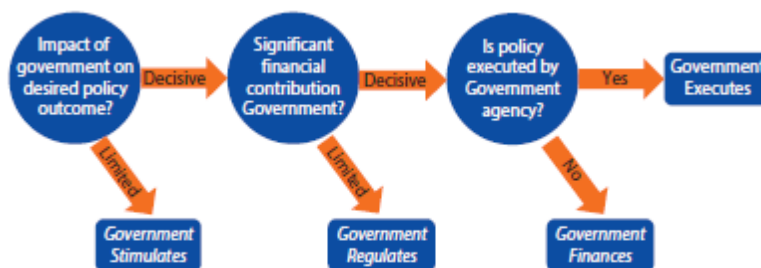 Impact of
government on
desired policy
outcome?
Decisive
Significant
financial
contribution
Government?
Decisive
Is policy
executed by
Government
agency?
Yes
Government
Executes
Limited
Limited
No
Government
Stimulates
Government
Regulates
Government
Finances